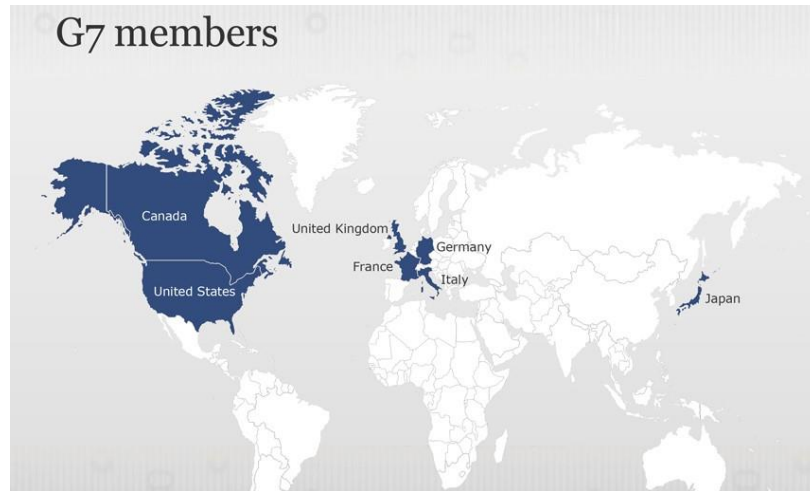 G7 members
Canada
United States
United Kingdom
France
Germany
Italy
Japan